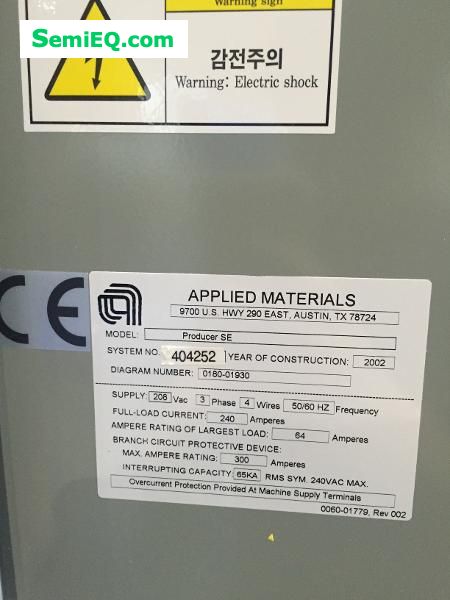 Warning sign
SemiEQ.com
감전주의
Warning: Electric shock
CE
APPLIED MATERIALS
9700 U.S. HWY 290 EAST, AUSTIN, TX 78724
MODEL: Producer SE
SYSTEM NO. 404252 YEAR OF CONSTRUCTION: 2002
DIAGRAM NUMBER: 0180-01930
SUPPLY: 208 Vac 3 Phase 4 Wires 50/60 HZ Frequency
FULL-LOAD CURRENT: 240 Amperes
AMPERE RATING OF LARGEST LOAD: 64 Amperes
BRANCH CIRCUIT PROTECTIVE DEVICE:
MAX. AMPERE RATING: 300 Amperes
INTERRUPTING CAPACITY: 65KA RMS SYM. 240VAC MAX.
Overcurrent Protection Provided At Machine Supply Terminals
0060-01779, Rev 002